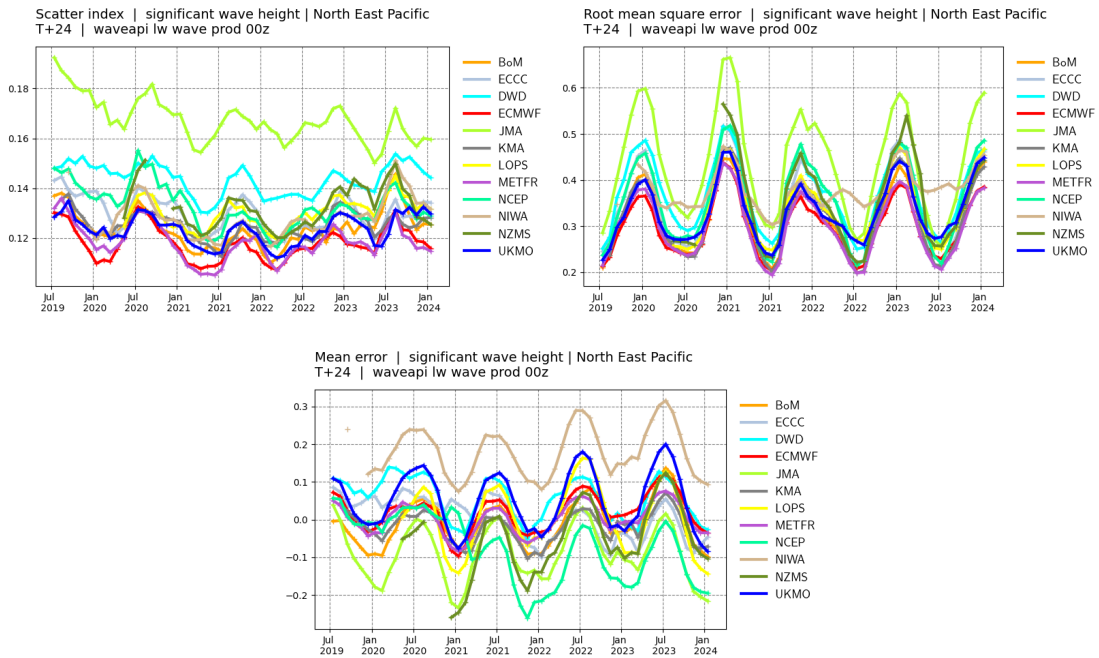 Scatter index | significant wave height | North East Pacific
T+24 | waveapi lw wave prod 00z
0.18
0.16
0.14
0.12
Jul 2019
Jan 2020
Jul 2020
Jan 2021
Jul 2021
Jan 2022
Jul 2022
Jan 2023
Jul 2023
Jan 2024
BoM
ECCC
DWD
ECMWF
JMA
KMA
LOPS
METFR
NCEP
NIWA
NZMS
UKMO
Root mean square error | significant wave height | North East Pacific
T+24 | waveapi lw wave prod 00z
0.6
0.5
0.4
0.3
0.2
Jul 2019
Jan 2020
Jul 2020
Jan 2021
Jul 2021
Jan 2022
Jul 2022
Jan 2023
Jul 2023
Jan 2024
BoM
ECCC
DWD
ECMWF
JMA
KMA
LOPS
METFR
NCEP
NIWA
NZMS
UKMO
Mean error | significant wave height | North East Pacific
T+24 | waveapi lw wave prod 00z
0.3
0.2
0.1
0.0
−0.1
−0.2
Jul 2019
Jan 2020
Jul 2020
Jan 2021
Jul 2021
Jan 2022
Jul 2022
Jan 2023
Jul 2023
Jan 2024
BoM
ECCC
DWD
ECMWF
JMA
KMA
LOPS
METFR
NCEP
NIWA
NZMS
UKMO